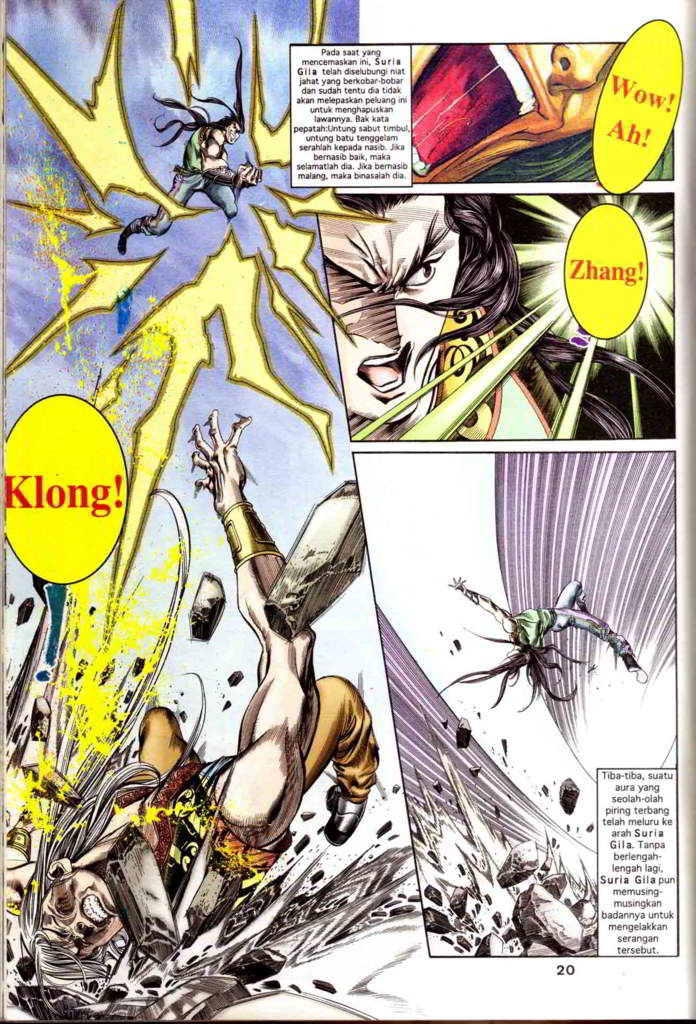 Pada saat yang
mencemaskan ini, Suria
Gila telah diselubungi niat
jahat yang berkobar-bobar
dan sudah tentu dia tidak
akan melepaskan peluang ini
untuk menghapuskan
lawannya. Bak kata
pepatah:Untung sabut timbul,
untung batu tenggelam
serahlah kepada nasib. Jika
bernasib baik, maka
selamatlah dia. Jika bernasib
malang, maka binasalah dia.
Wow!
Ah!
Zhang!
Klong!
Tiba-tiba, suatu
aura yang
seolah-olah
piring terbang
telah meluru ke
arah Suria
Gila. Tanpa
berlengah-
lengah lagi,
Suria Gila pun
memusing-
musingkan
badannya untuk
mengelakkan
serangan
tersebut.
20